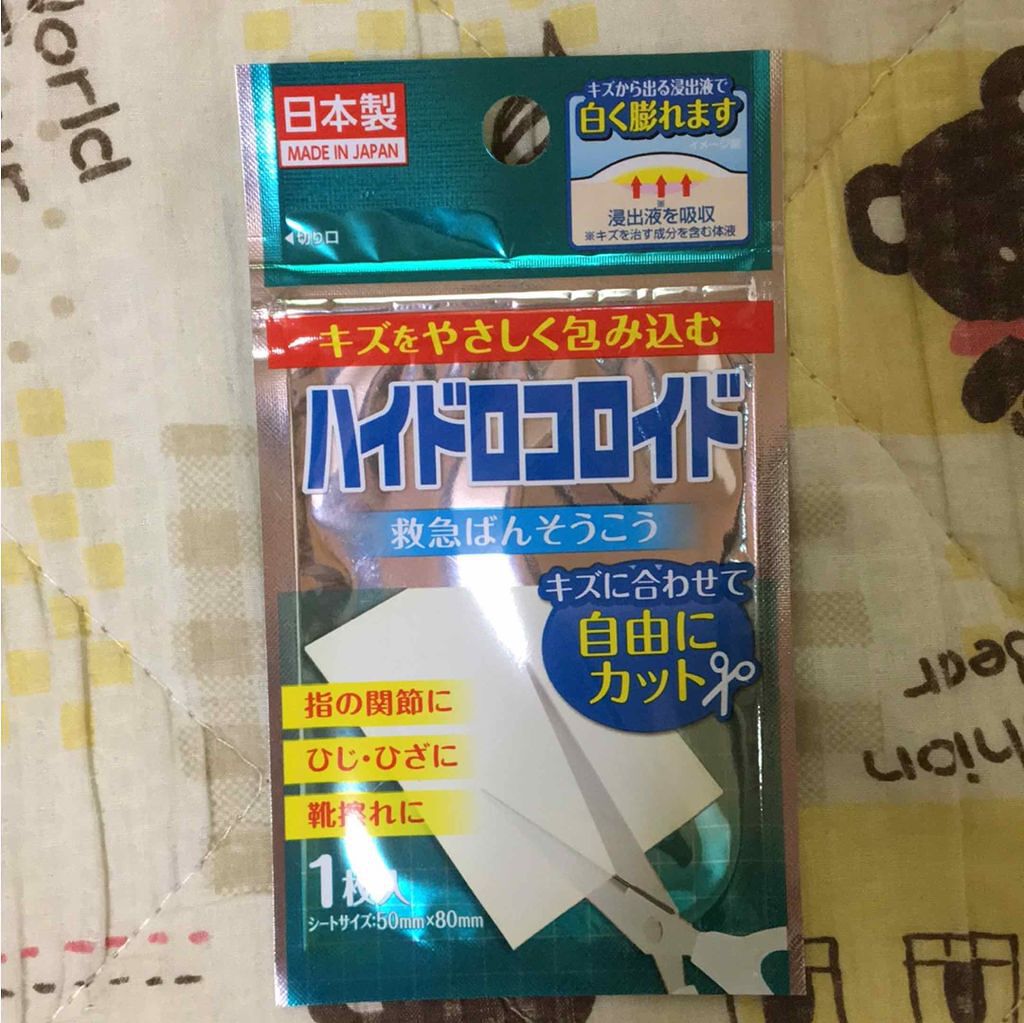 World
日本製
MADE IN JAPAN
キズから出る浸出液で
白く膨れます
イメージ図
浸出液を吸収
※
※キズを治す成分を含む体液
◀切り口
キズをやさしく包み込む
ハイドロコロイド
救急ばんそうこう
キズに合わせて
自由に
カット
指の関節に
ひじ・ひざに
靴擦れに
1枚入
シートサイズ:50mm×80mm
Bear